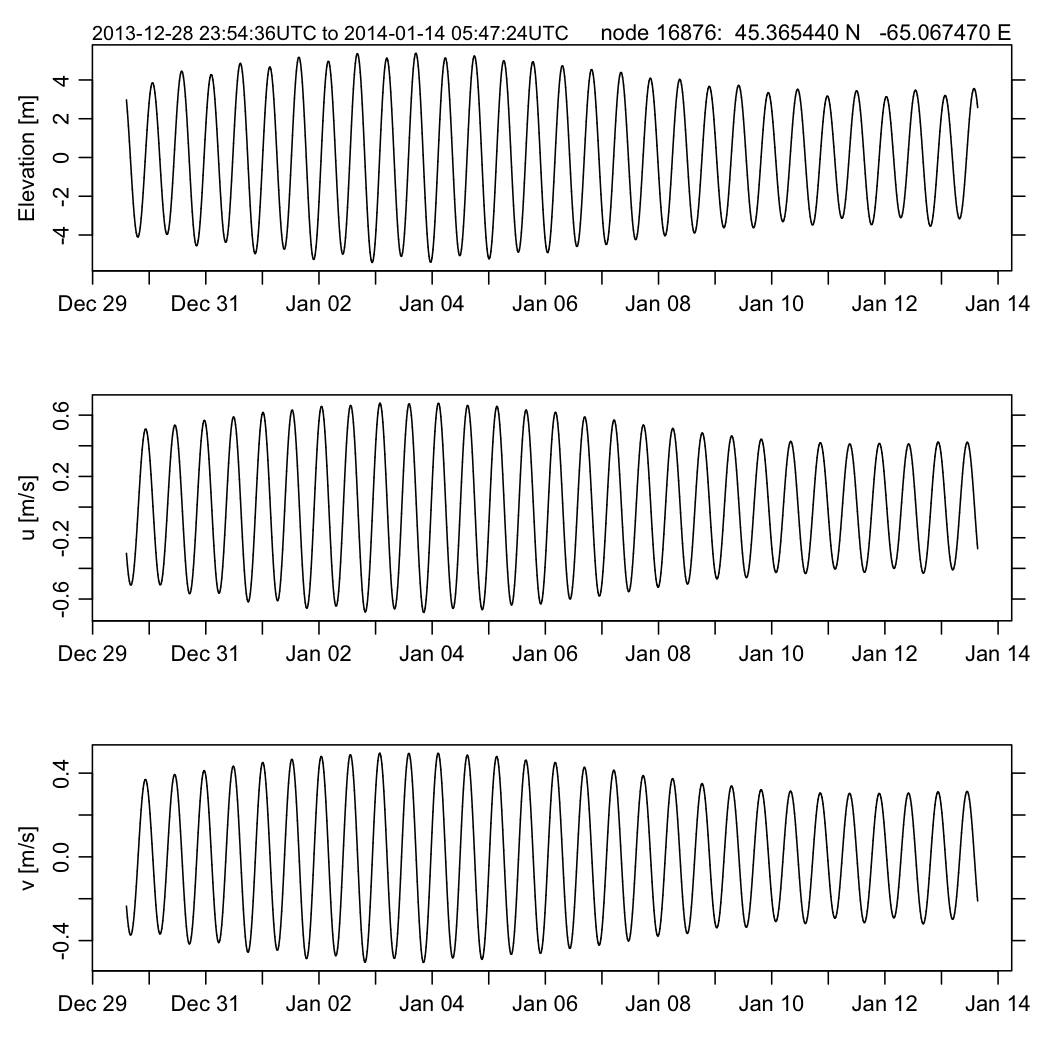 2013-12-28 23:54:36UTC to 2014-01-14 05:47:24UTC node 16876: 45.365440 N -65.067470 E
Elevation [m]
4
2
0
-2
-4
Dec 29 Dec 31 Jan 02 Jan 04 Jan 06 Jan 08 Jan 10 Jan 12 Jan 14
u [m/s]
0.6
0.2
-0.2
-0.6
Dec 29 Dec 31 Jan 02 Jan 04 Jan 06 Jan 08 Jan 10 Jan 12 Jan 14
v [m/s]
0.4
0.0
-0.4
Dec 29 Dec 31 Jan 02 Jan 04 Jan 06 Jan 08 Jan 10 Jan 12 Jan 14